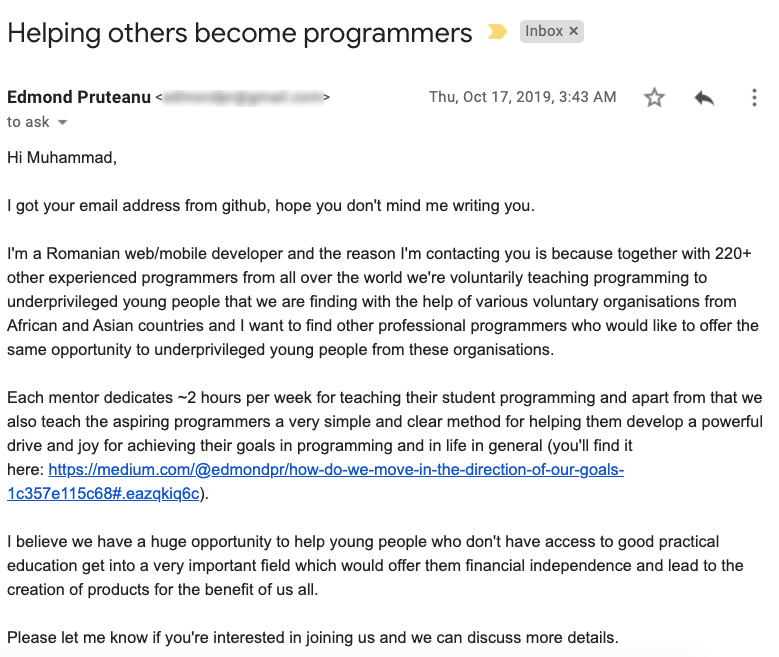 Helping others become programmers Inbox ×
Edmond Pruteanu < > Thu, Oct 17, 2019, 3:43 AM
to ask
Hi Muhammad,
I got your email address from github, hope you don't mind me writing you.
I'm a Romanian web/mobile developer and the reason I'm contacting you is because together with 220+
other experienced programmers from all over the world we're voluntarily teaching programming to
underprivileged young people that we are finding with the help of various voluntary organisations from
African and Asian countries and I want to find other professional programmers who would like to offer the
same opportunity to underprivileged young people from these organisations.
Each mentor dedicates ~2 hours per week for teaching their student programming and apart from that we
also teach the aspiring programmers a very simple and clear method for helping them develop a powerful
drive and joy for achieving their goals in programming and in life in general (you'll find it
here: https://medium.com/@edmondpr/how-do-we-move-in-the-direction-of-our-goals-
1c357e115c68#.eazqkiq6c).
I believe we have a huge opportunity to help young people who don't have access to good practical
education get into a very important field which would offer them financial independence and lead to the
creation of products for the benefit of us all.
Please let me know if you're interested in joining us and we can discuss more details.